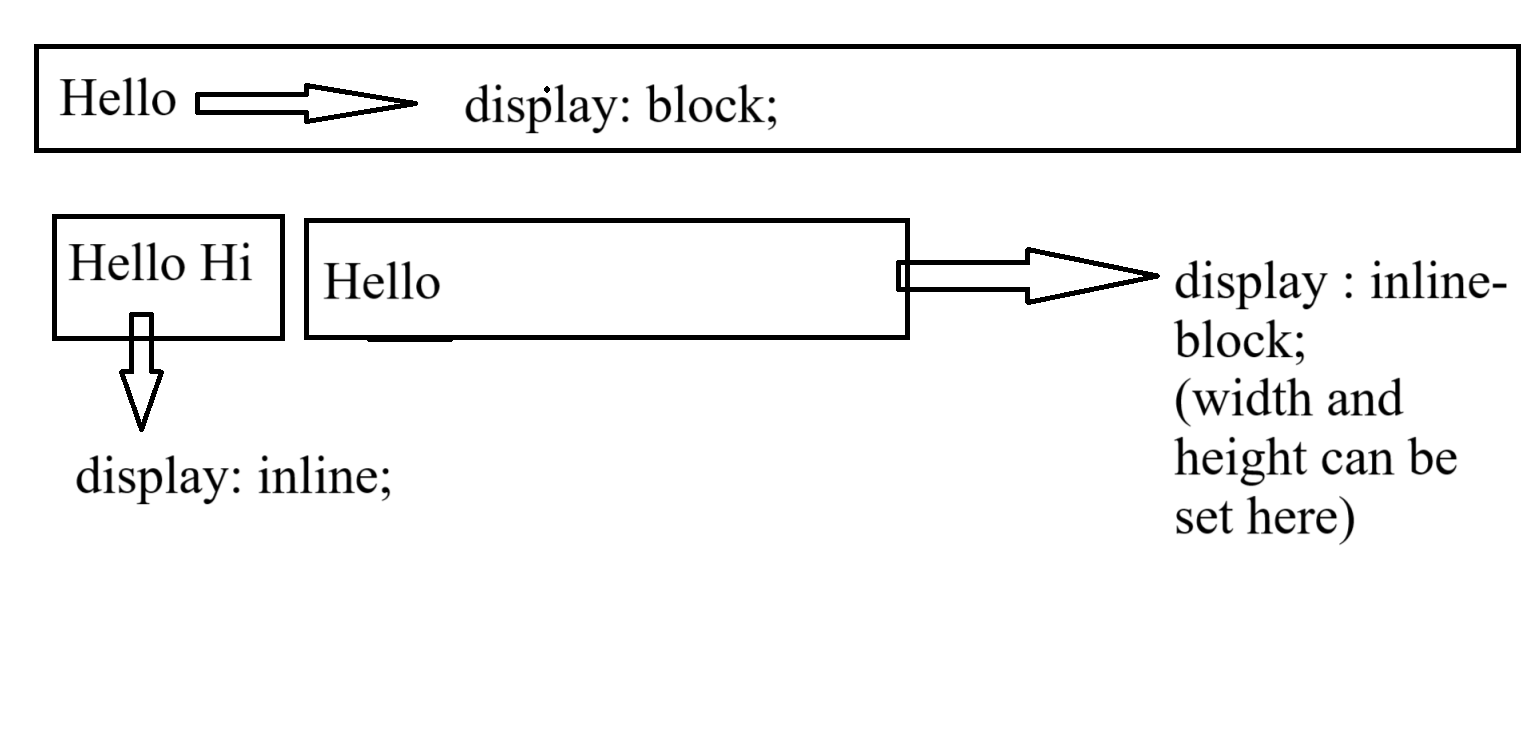 Hello
display: block;
Hello Hi
Hello
display : inline-
block;
(width and
height can be
set here)
display: inline;